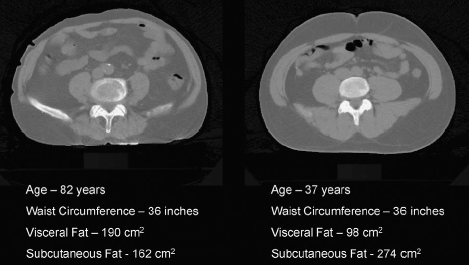 Age – 82 years
Waist Circumference – 36 inches
Visceral Fat – 190 cm²
Subcutaneous Fat - 162 cm²
Age – 37 years
Waist Circumference – 36 inches
Visceral Fat – 98 cm²
Subcutaneous Fat - 274 cm²